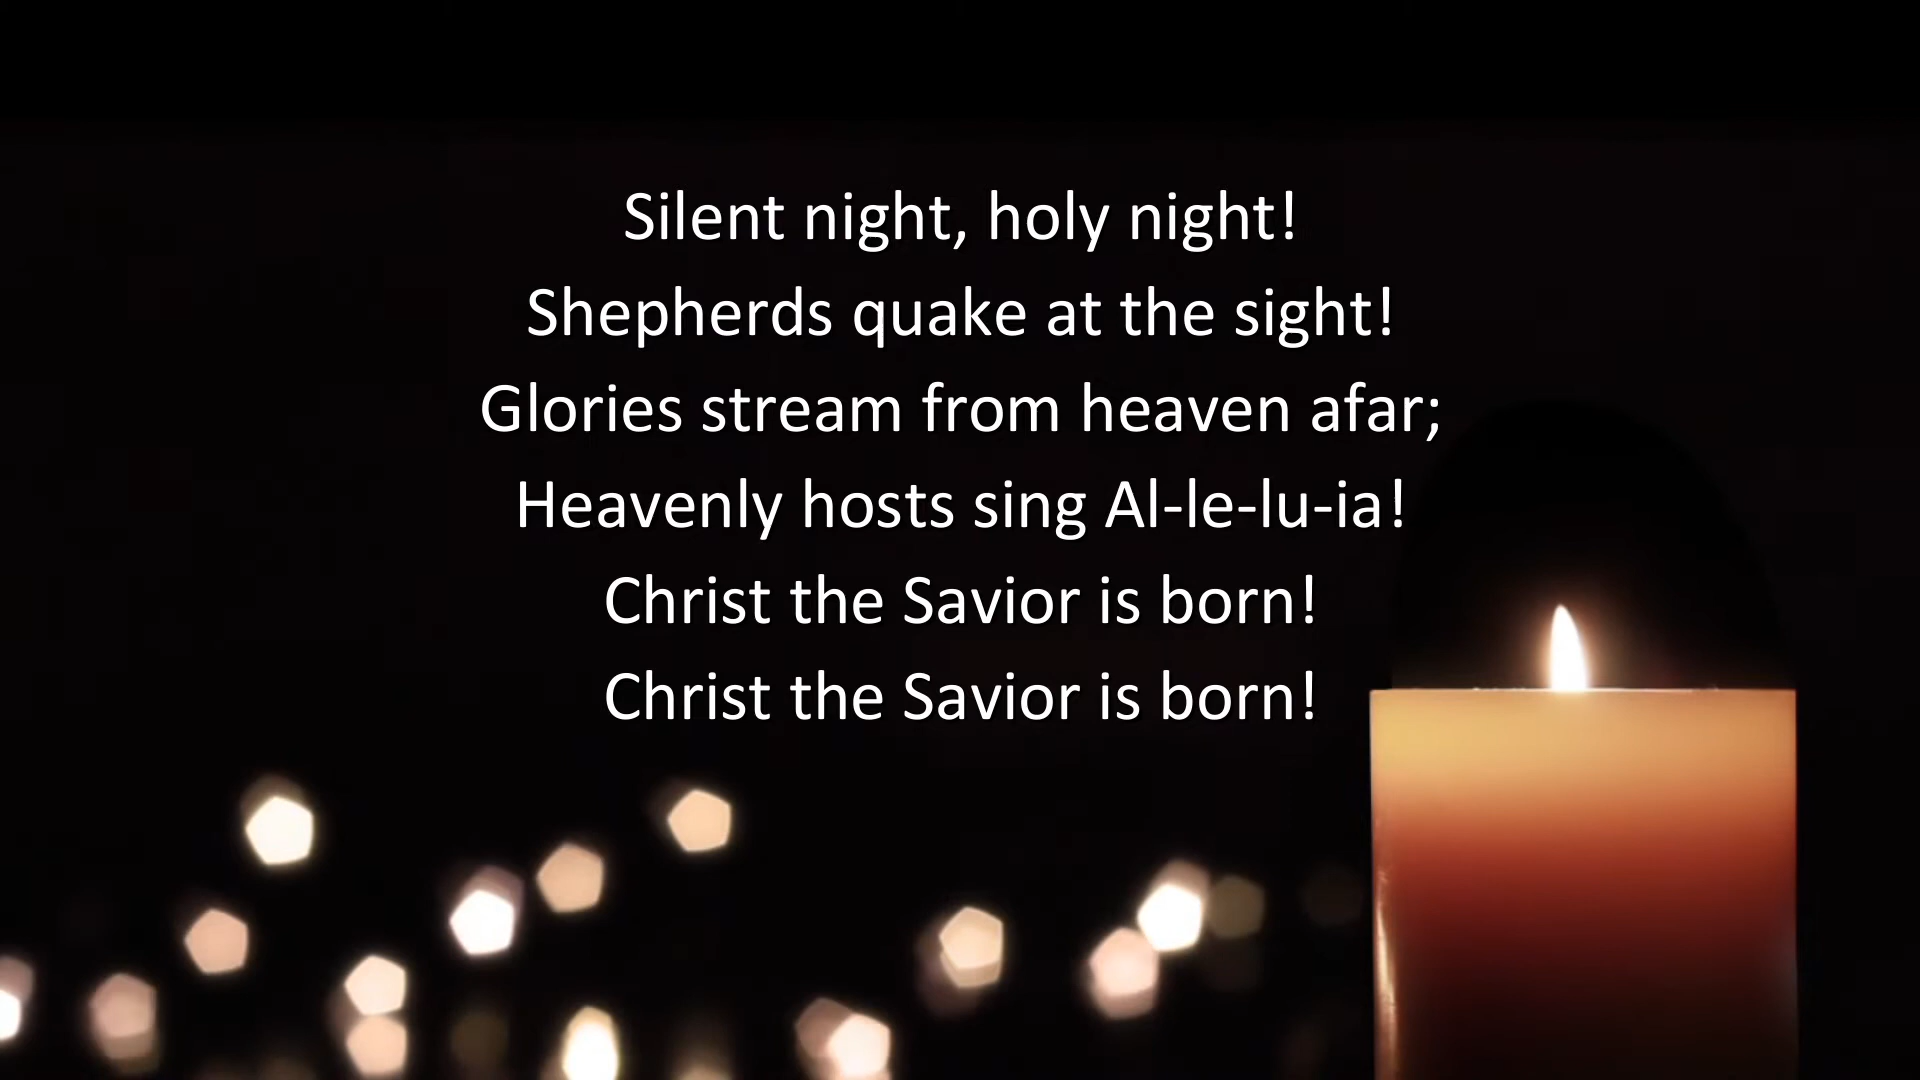 Silent night, holy night!
Shepherds quake at the sight!
Glories stream from heaven afar;
Heavenly hosts sing Al-le-lu-ia!
Christ the Savior is born!
Christ the Savior is born!